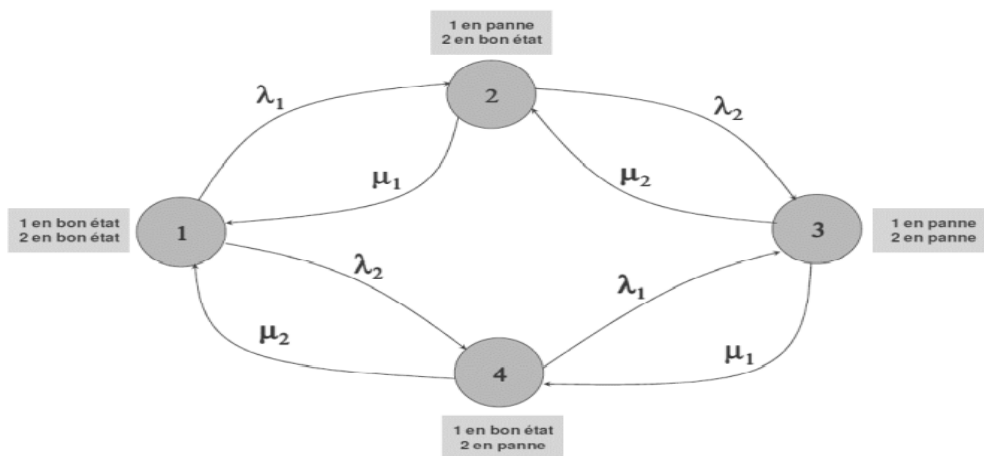 1 en panne
2 en bon état
2
λ₁
λ₂
μ₁
μ₂
1 en bon état
2 en bon état
1
3
1 en panne
2 en panne
λ₂
λ₁
μ₂
μ₁
4
1 en bon état
2 en panne